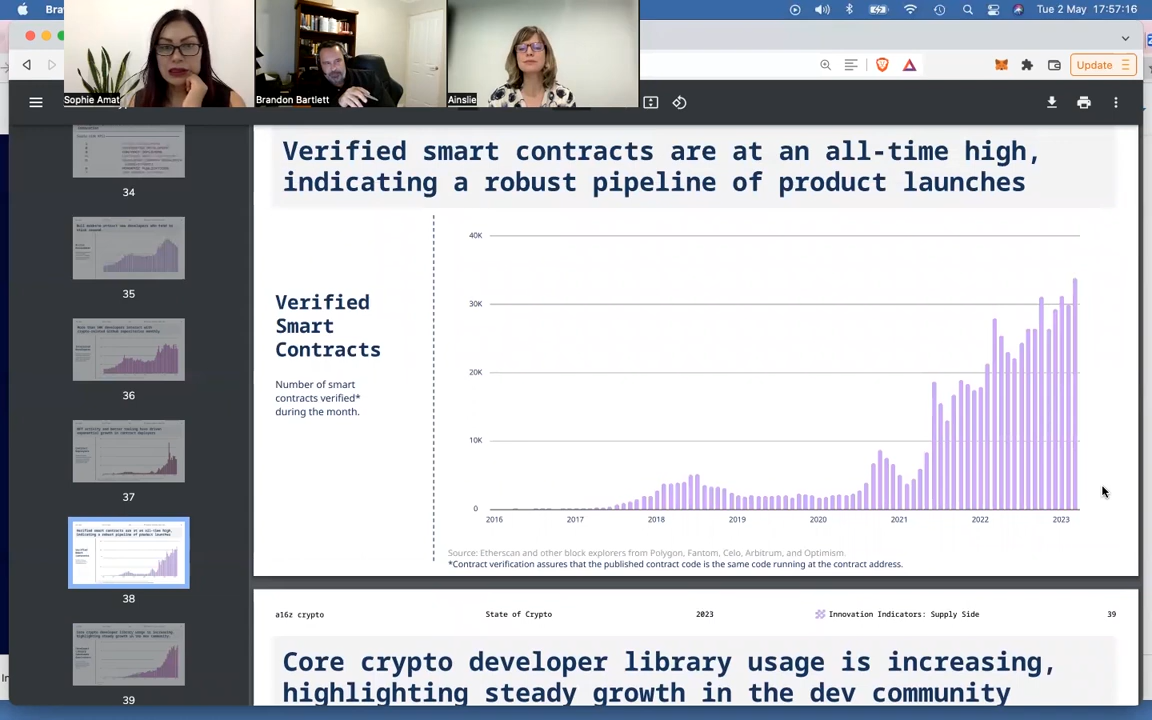 Brav
Tue 2 May 17:57:16
Update
Sophie Amat
Brandon Bartlett
Ainslie
34
35
36
37
38
39
Verified smart contracts are at an all-time high,
indicating a robust pipeline of product launches
Verified
Smart
Contracts
Number of smart
contracts verified*
during the month.
40K
30K
20K
10K
0
2016
2017
2018
2019
2020
2021
2022
2023
Source: Etherscan and other block explorers from Polygon, Fantom, Celo, Arbitrum, and Optimism.
*Contract verification assures that the published contract code is the same code running at the contract address.
a16z crypto
State of Crypto
2023
Innovation Indicators: Supply Side
39
Core crypto developer library usage is increasing,
highlighting steady growth in the dev community